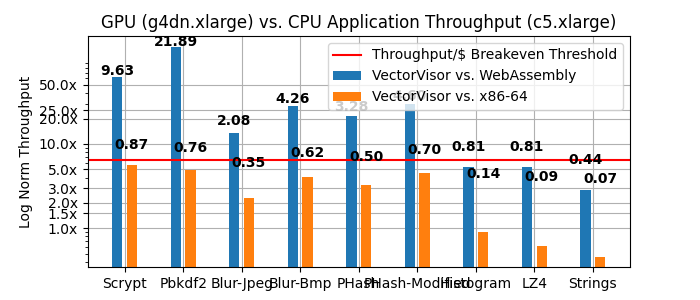 GPU (g4dn.xlarge) vs. CPU Application Throughput (c5.xlarge)
Log Norm Throughput
50.0x
25.0x
20.0x
10.0x
5.0x
3.0x
2.0x
1.5x
1.0x
Throughput/$ Breakeven Threshold
VectorVisor vs. WebAssembly
VectorVisor vs. x86-64
9.63
0.87
21.89
0.76
2.08
0.35
4.26
0.62
3.28
0.50
0.70
0.81
0.14
0.81
0.09
0.44
0.07
Scrypt
Pbkdf2
Blur-Jpeg
Blur-Bmp
PHash
PHash-Modified
Histogram
LZ4
Strings